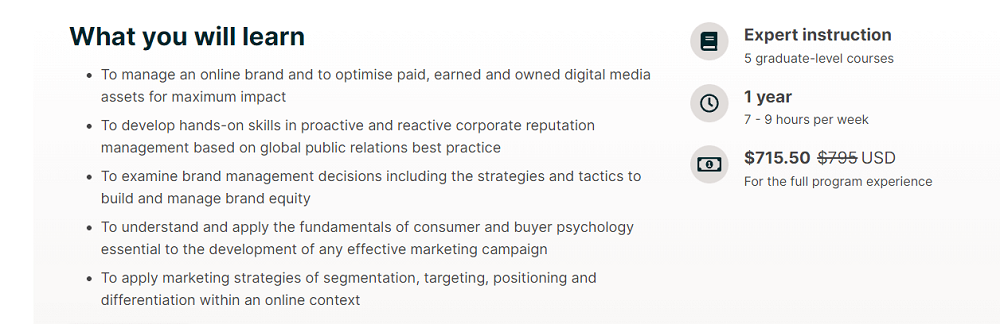 What you will learn
• To manage an online brand and to optimise paid, earned and owned digital media
assets for maximum impact
• To develop hands-on skills in proactive and reactive corporate reputation
management based on global public relations best practice
• To examine brand management decisions including the strategies and tactics to
build and manage brand equity
• To understand and apply the fundamentals of consumer and buyer psychology
essential to the development of any effective marketing campaign
• To apply marketing strategies of segmentation, targeting, positioning and
differentiation within an online context
Expert instruction
5 graduate-level courses
1 year
7 - 9 hours per week
$715.50 $795 USD
For the full program experience